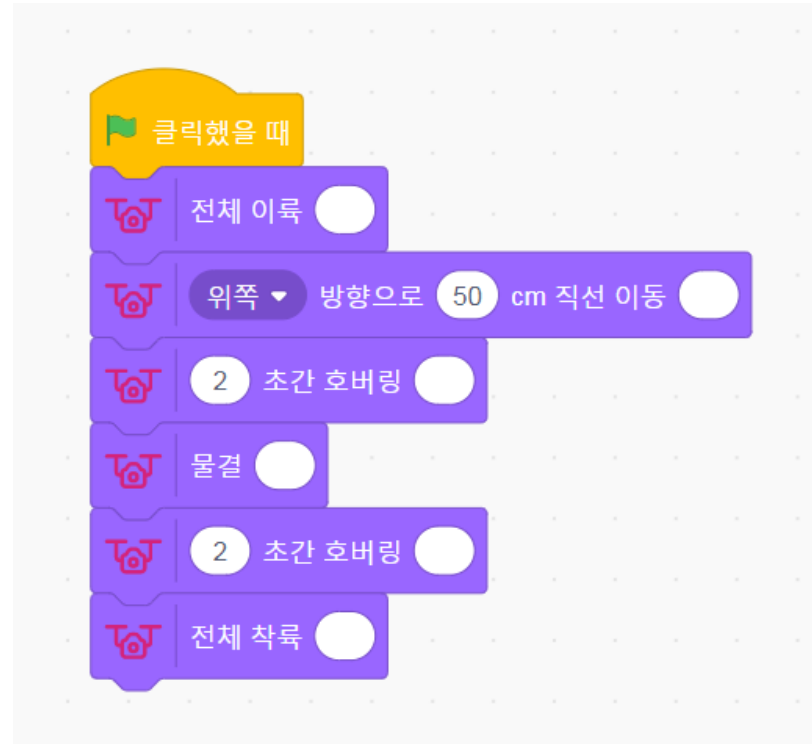 클릭했을 때
전체 이륙
위쪽 방향으로 50 cm 직선 이동
2 초간 호버링
물결
2 초간 호버링
전체 착륙